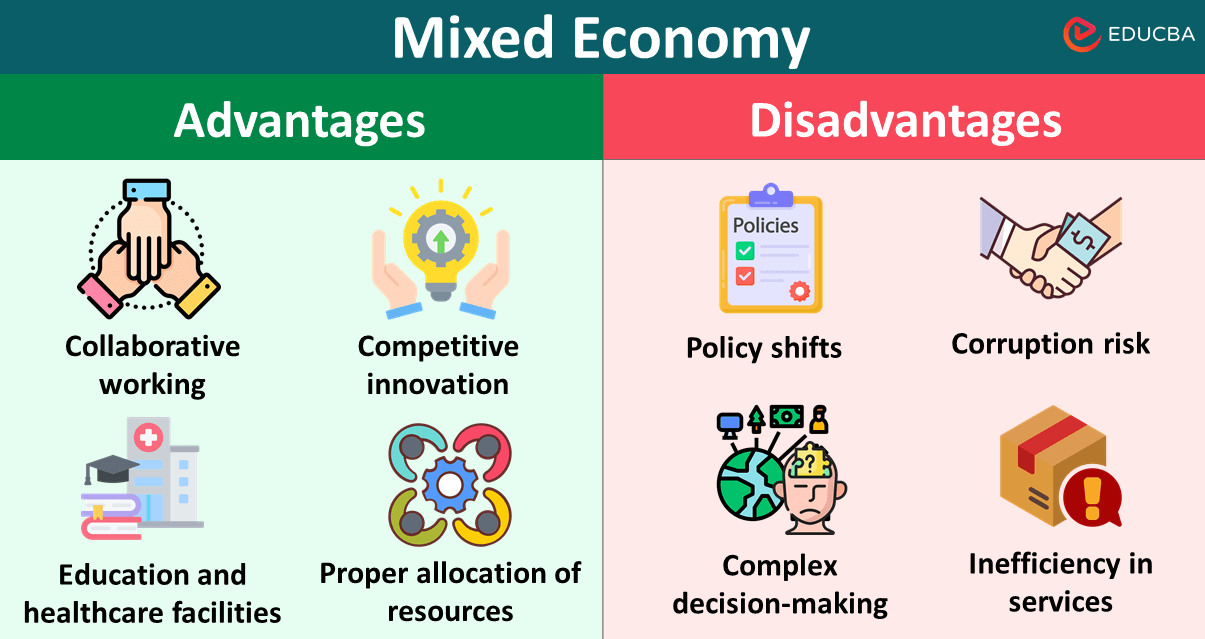 Mixed Economy
EDUCBA
Advantages
Disadvantages
Collaborative
working
Competitive
innovation
Education and
healthcare facilities
Proper allocation of
resources
Policies
Policy shifts
$
Corruption risk
?
Complex
decision-making
!
Inefficiency in
services